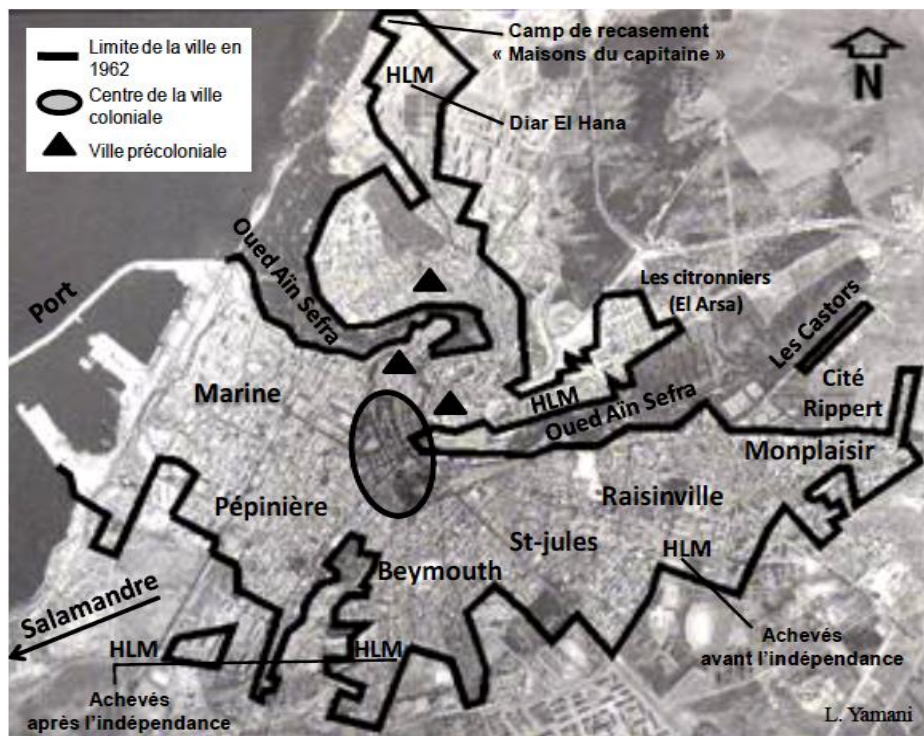 Limite de la ville en
1962
Centre de la ville
coloniale
Ville précoloniale
Camp de recasement
« Maisons du capitaine »
N
HLM
Diar El Hana
Oued Aïn Sefra
Port
Les citronniers
(El Arsa)
Les Castors
Marine
HLM
Oued Aïn Sefra
Cité
Rippert
Monplaisir
Pépinière
Raisinville
St-jules
Beymouth
HLM
Salamandre
HLM
HLM
Achevés
avant l'indépendance
Achevés
après l'indépendance
L. Yamani